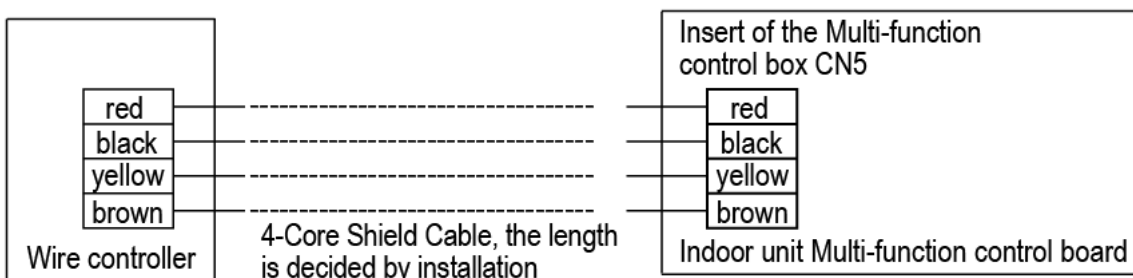 Insert of the Multi-function
control box CN5
red
black
yellow
brown
red
black
yellow
brown
Wire controller
4-Core Shield Cable, the length
is decided by installation
Indoor unit Multi-function control board